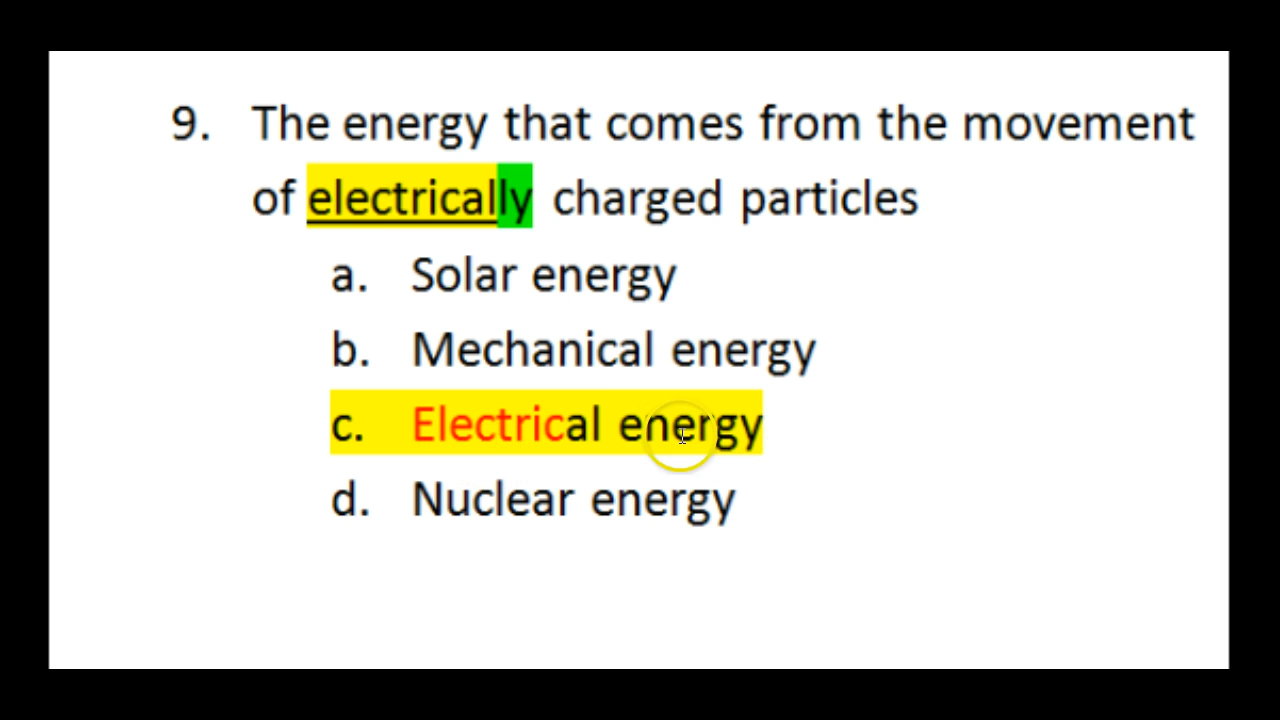 9. The energy that comes from the movement
of electrically charged particles
a. Solar energy
b. Mechanical energy
c. Electrical energy
d. Nuclear energy